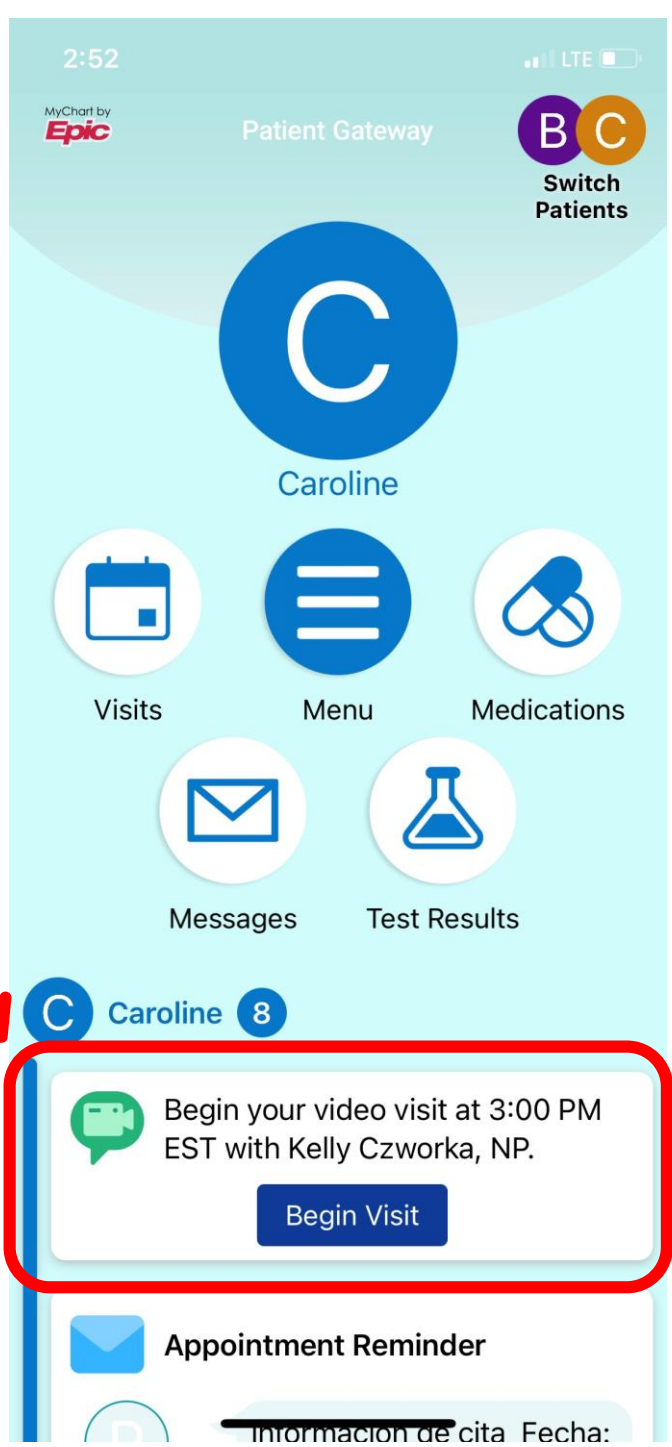 2:52
LTE
MyChart by
Epic
Patient Gateway
B C
Switch
Patients
C
Caroline
Visits
Menu
Medications
Messages
Test Results
C Caroline 8
Begin your video visit at 3:00 PM
EST with Kelly Czworka, NP.
Begin Visit
Appointment Reminder
cita Fecha: